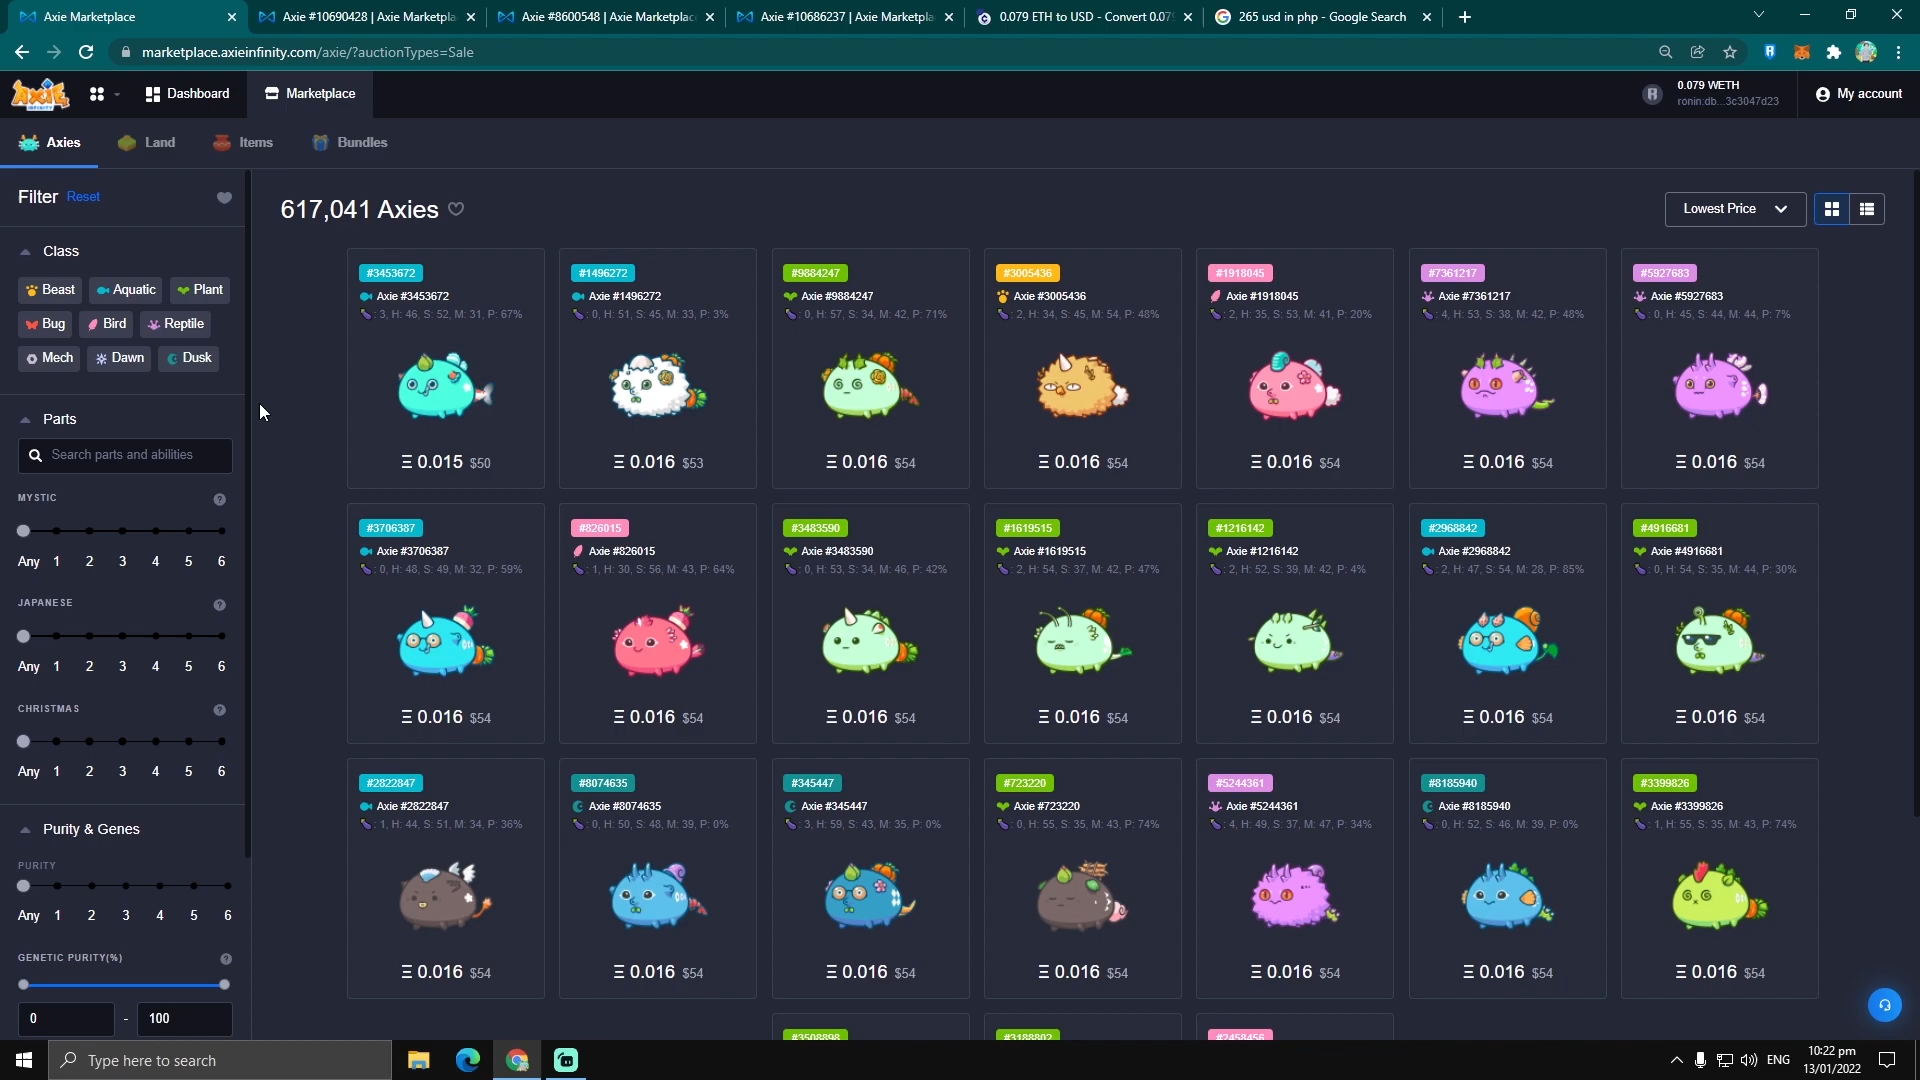 Axie Marketplace
Axie #10690428 | Axie Marketpla
Axie #8600548 | Axie Marketplac
Axie #10686237 | Axie Marketpla
0.079 ETH to USD - Convert 0.079
265 usd in php - Google Search
marketplace.axieinfinity.com/axie/?auctionTypes=Sale
AXIE
INFINITY
Dashboard
Marketplace
0.079 WETH
ronin:db...3c3047d23
My account
Axies
Land
Items
Bundles
Filter Reset
617,041 Axies
Lowest Price
Class
Beast Aquatic Plant
Bug Bird Reptile
Mech Dawn Dusk
Parts
Search parts and abilities
MYSTIC
Any 1 2 3 4 5 6
JAPANESE
Any 1 2 3 4 5 6
CHRISTMAS
Any 1 2 3 4 5 6
Purity & Genes
PURITY
Any 1 2 3 4 5 6
GENETIC PURITY(%)
0 - 100
#3453672
Axie #3453672
: 3, H: 46, S: 52, M: 31, P: 67%
Ξ 0.015 $50
#1496272
Axie #1496272
: 0, H: 51, S: 45, M: 33, P: 3%
Ξ 0.016 $53
#9884247
Axie #9884247
: 0, H: 57, S: 34, M: 42, P: 71%
Ξ 0.016 $54
#3005436
Axie #3005436
: 2, H: 34, S: 45, M: 54, P: 48%
Ξ 0.016 $54
#1918045
Axie #1918045
: 2, H: 35, S: 53, M: 41, P: 20%
Ξ 0.016 $54
#7361217
Axie #7361217
: 4, H: 53, S: 38, M: 42, P: 48%
Ξ 0.016 $54
#5927683
Axie #5927683
: 0, H: 45, S: 44, M: 44, P: 7%
Ξ 0.016 $54
#3706387
Axie #3706387
: 0, H: 48, S: 49, M: 32, P: 59%
Ξ 0.016 $54
#826015
Axie #826015
: 1, H: 30, S: 56, M: 43, P: 64%
Ξ 0.016 $54
#3483590
Axie #3483590
: 0, H: 53, S: 34, M: 46, P: 42%
Ξ 0.016 $54
#1619515
Axie #1619515
: 2, H: 54, S: 37, M: 42, P: 47%
Ξ 0.016 $54
#1216142
Axie #1216142
: 2, H: 52, S: 39, M: 42, P: 4%
Ξ 0.016 $54
#2968842
Axie #2968842
: 2, H: 47, S: 54, M: 28, P: 85%
Ξ 0.016 $54
#4916681
Axie #4916681
: 0, H: 54, S: 35, M: 44, P: 30%
Ξ 0.016 $54
#2822847
Axie #2822847
: 1, H: 44, S: 51, M: 34, P: 36%
Ξ 0.016 $54
#8074635
Axie #8074635
: 0, H: 50, S: 48, M: 39, P: 0%
Ξ 0.016 $54
#345447
Axie #345447
: 3, H: 59, S: 43, M: 35, P: 0%
Ξ 0.016 $54
#723220
Axie #723220
: 0, H: 55, S: 35, M: 43, P: 74%
Ξ 0.016 $54
#5244361
Axie #5244361
: 4, H: 49, S: 37, M: 47, P: 34%
Ξ 0.016 $54
#8185940
Axie #8185940
: 0, H: 52, S: 46, M: 39, P: 0%
Ξ 0.016 $54
#3399826
Axie #3399826
: 1, H: 55, S: 35, M: 43, P: 74%
Ξ 0.016 $54
#3508898
#3188802
#2458456
Type here to search
ENG
10:22 pm
13/01/2022